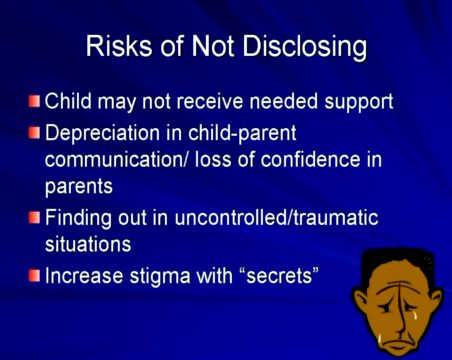 Risks of Not Disclosing
Child may not receive needed support
Depreciation in child-parent
communication/ loss of confidence in
parents
Finding out in uncontrolled/traumatic
situations
Increase stigma with “secrets”